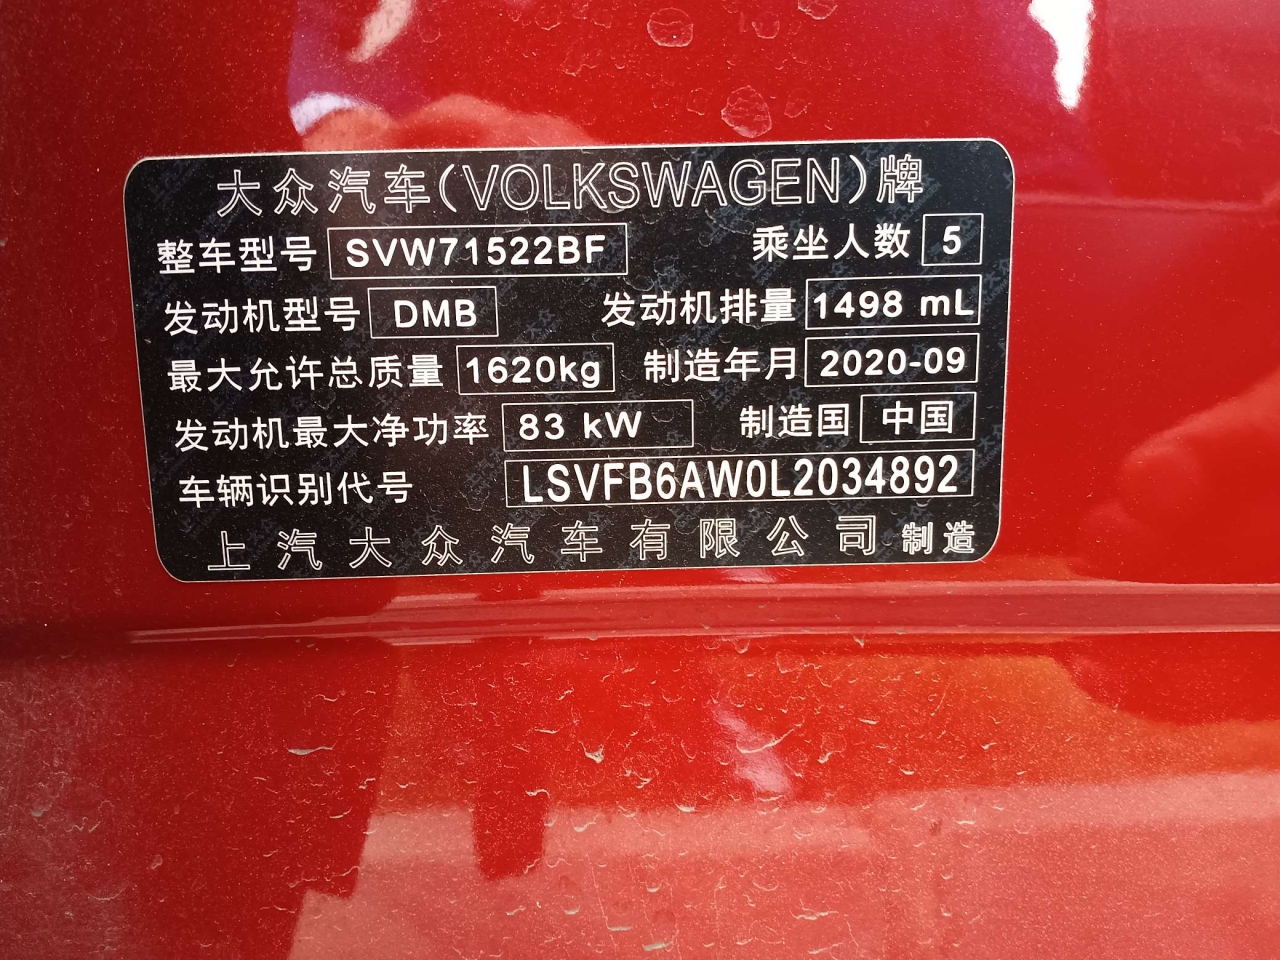 大众汽车(VOLKSWAGEN)牌
整车型号 SVW71522BF 乘坐人数 5
发动机型号 DMB 发动机排量 1498 mL
最大允许总质量 1620kg 制造年月 2020-09
发动机最大净功率 83 kW 制造国 中国
车辆识别代号 LSVFB6AW0L2034892
上汽大众汽车有限公司 制造